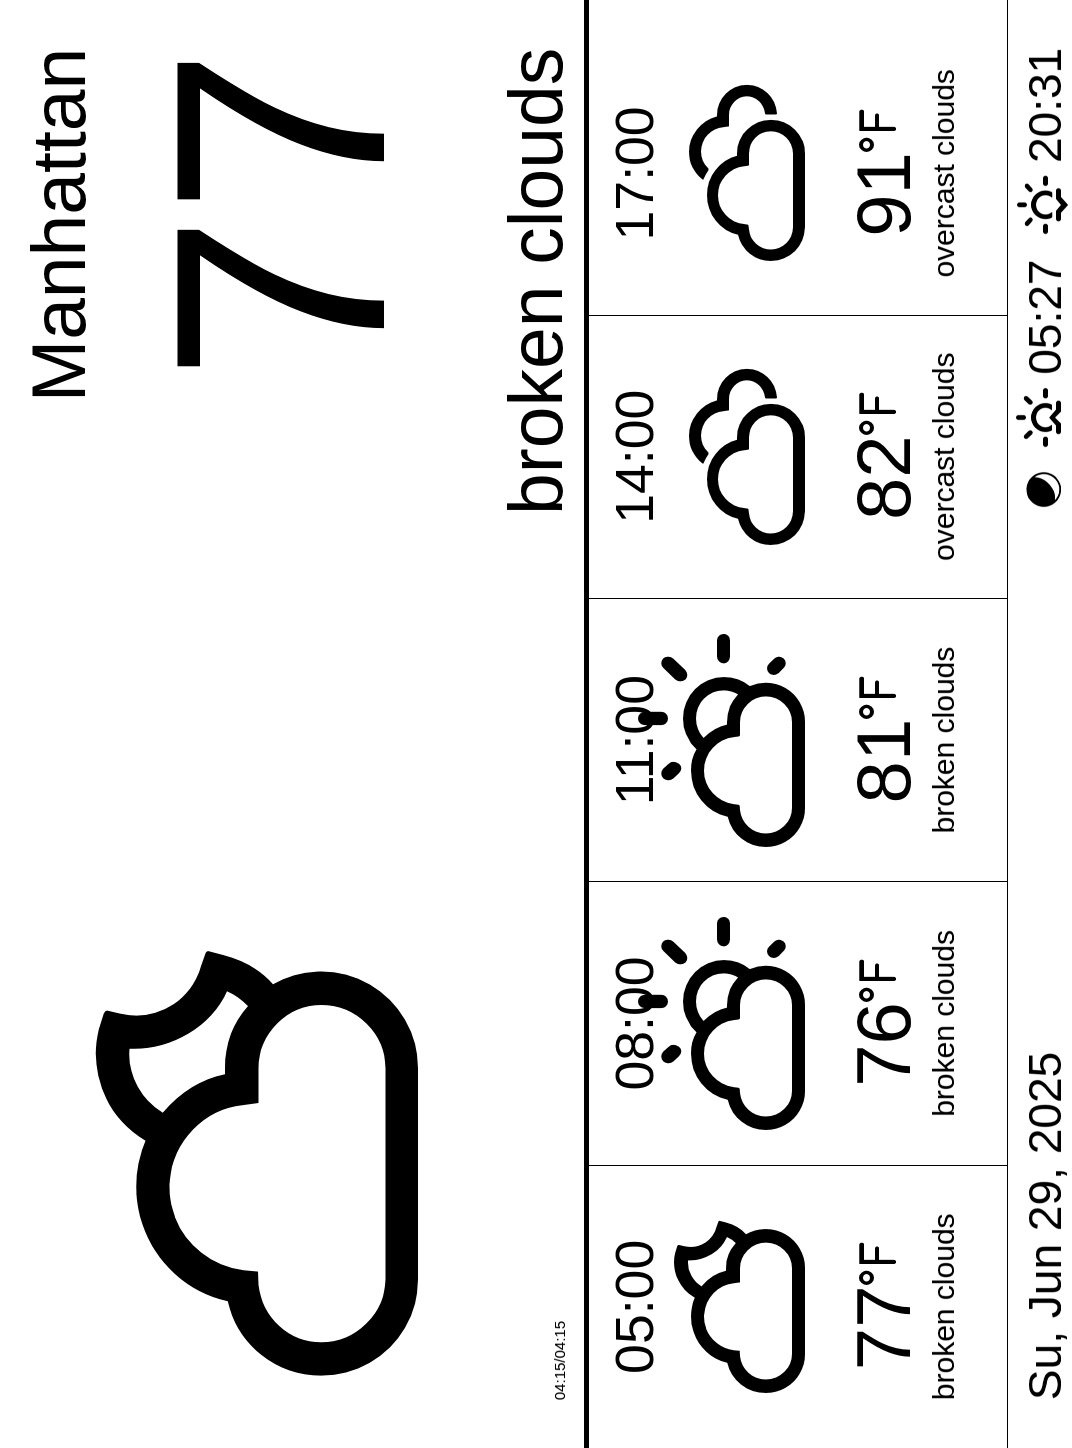 Manhattan
77
broken clouds
04:15/04:15
05:00
77°F
broken clouds
08:00
76°F
broken clouds
11:00
81°F
broken clouds
14:00
82°F
overcast clouds
17:00
91°F
overcast clouds
Su, Jun 29, 2025
05:27 20:31